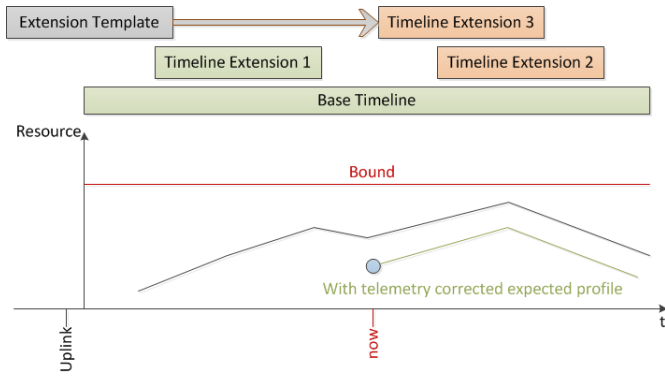 Extension Template
Timeline Extension 3
Timeline Extension 1
Timeline Extension 2
Base Timeline
Resource
Bound
With telemetry corrected expected profile
t
Uplink
now